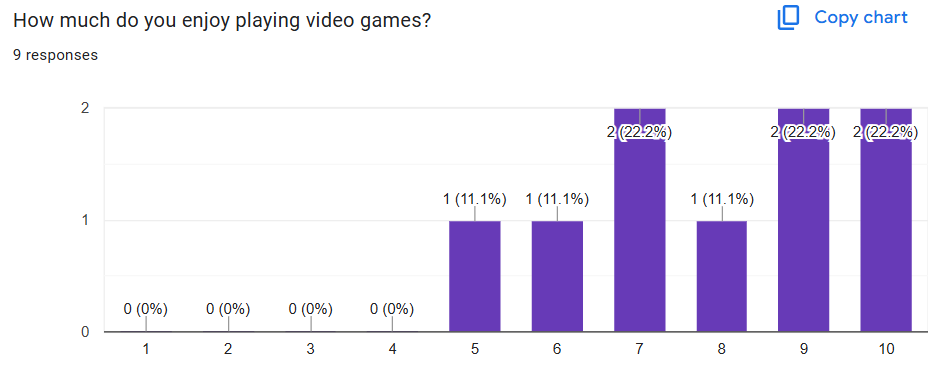 How much do you enjoy playing video games?
Copy chart
9 responses
2
2 (22.2%) 2 (22.2%) 2 (22.2%)
1 (11.1%) 1 (11.1%) 1 (11.1%)
1
0 (0%) 0 (0%) 0 (0%) 0 (0%)
0
1 2 3 4 5 6 7 8 9 10